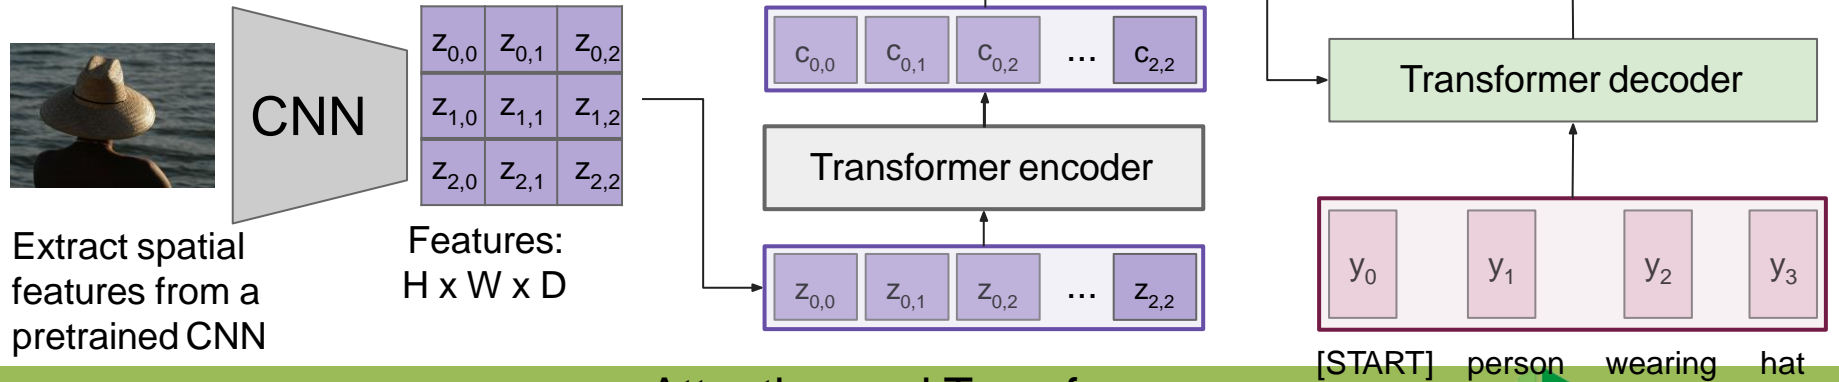 CNN
z0,0 z0,1 z0,2
z1,0 z1,1 z1,2
z2,0 z2,1 z2,2
Extract spatial
features from a
pretrained CNN
Features:
H x W x D
c0,0 c0,1 c0,2 ... c2,2
Transformer encoder
z0,0 z0,1 z0,2 ... z2,2
Transformer decoder
y0 y1 y2 y3
[START] person wearing hat